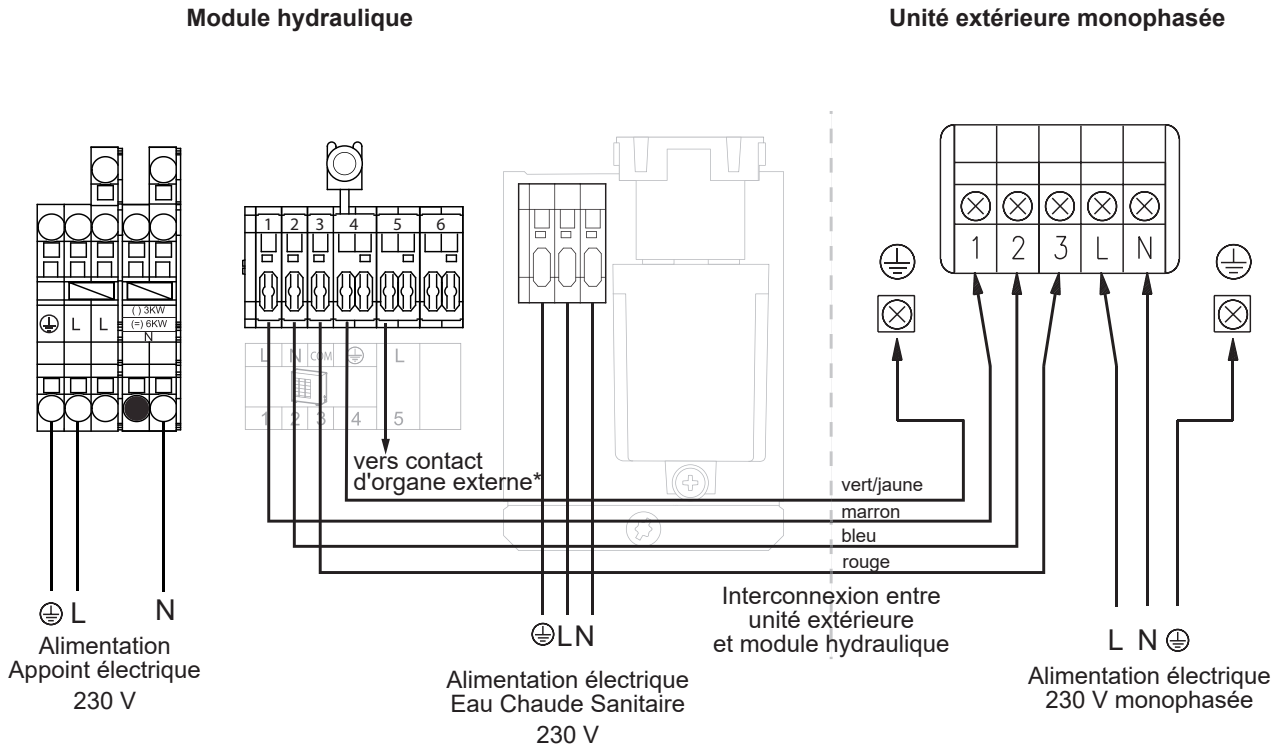 Module hydraulique
Unité extérieure monophasée
1 2 3 4 5 6
L L
( ) 3KW
(=) 6KW
N
L N COM L
1 2 3 4 5
1 2 3 L N
vers contact
d'organe externe*
vert/jaune
marron
bleu
rouge
Interconnexion entre
unité extérieure
et module hydraulique
L N
Alimentation
Appoint électrique
230 V
L N
Alimentation électrique
Eau Chaude Sanitaire
230 V
L N
Alimentation électrique
230 V monophasée